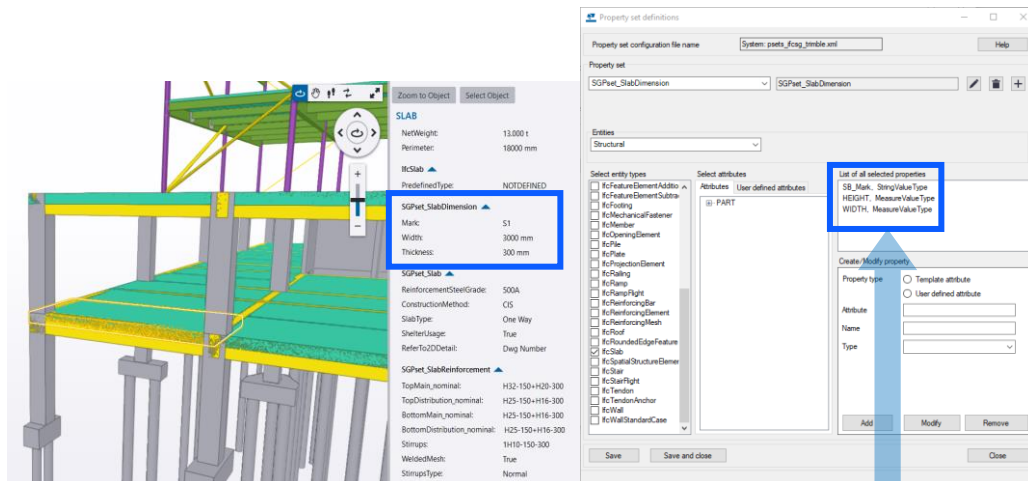 Zoom to Object
Select Object
SLAB
NetWeight: 13.000 t
Perimeter: 18000 mm
IfcSlab
PredefinedType: NOTDEFINED
SGPset_SlabDimension
Mark: S1
Width: 3000 mm
Thickness: 300 mm
SGPset_Slab
ReinforcementSteelGrade: 500A
ConstructionMethod: CIS
SlabType: One Way
ShelterUsage: True
ReferTo2DDetail: Dwg Number
SGPset_SlabReinforcement
TopMain_nominal: H32-150+H20-300
TopDistribution_nominal: H25-150+H16-300
BottomMain_nominal: H25-150+H16-300
BottomDistribution_nominal: H25-150+H16-300
Stirrups: 1H10-150-300
WeldedMesh: True
StirrupsType: Normal
Property set definitions
Property set configuration file name
System: psets_ifcsg_trimble.xml
Help
Property set
SGPset_SlabDimension
SGPset_SlabDimension
Entities
Structural
Select entity types
IfcFeatureElementAdditio
IfcFeatureElementSubtra
IfcFooting
IfcMechanicalFastener
IfcMember
IfcOpeningElement
IfcPile
IfcPlate
IfcProjectionElement
IfcRailing
IfcRamp
IfcRampFlight
IfcReinforcingBar
IfcReinforcingElement
IfcReinforcingMesh
IfcRoof
IfcRoundedEdgeFeature
IfcSlab
IfcSpatialStructureElemer
IfcStair
IfcStairFlight
IfcTendon
IfcTendonAnchor
IfcWall
IfcWallStandardCase
Select attributes
Attributes
User defined attributes
PART
List of all selected properties
SB_Mark, StringValueType
HEIGHT, MeasureValueType
WIDTH, MeasureValueType
Create/Modify property
Property type
Template attribute
User defined attribute
Attribute
Name
Type
Add
Modify
Remove
Save
Save and close
Close